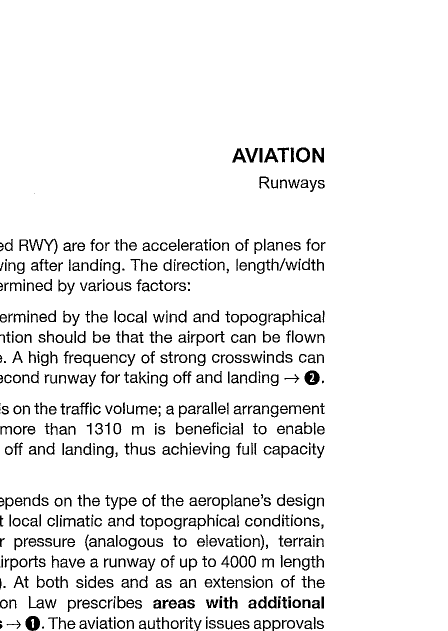 AVIATION
Runways
ed RWY) are for the acceleration of planes for
ving after landing. The direction, length/width
ermined by various factors:
ermined by the local wind and topographical
ntion should be that the airport can be flown
e. A high frequency of strong crosswinds can
econd runway for taking off and landing → ❷.
ds on the traffic volume; a parallel arrangement
more than 1310 m is beneficial to enable
off and landing, thus achieving full capacity
epends on the type of the aeroplane's design
t local climatic and topographical conditions,
r pressure (analogous to elevation), terrain
irports have a runway of up to 4000 m length
). At both sides and as an extension of the
on Law prescribes areas with additional
s → ❶. The aviation authority issues approvals